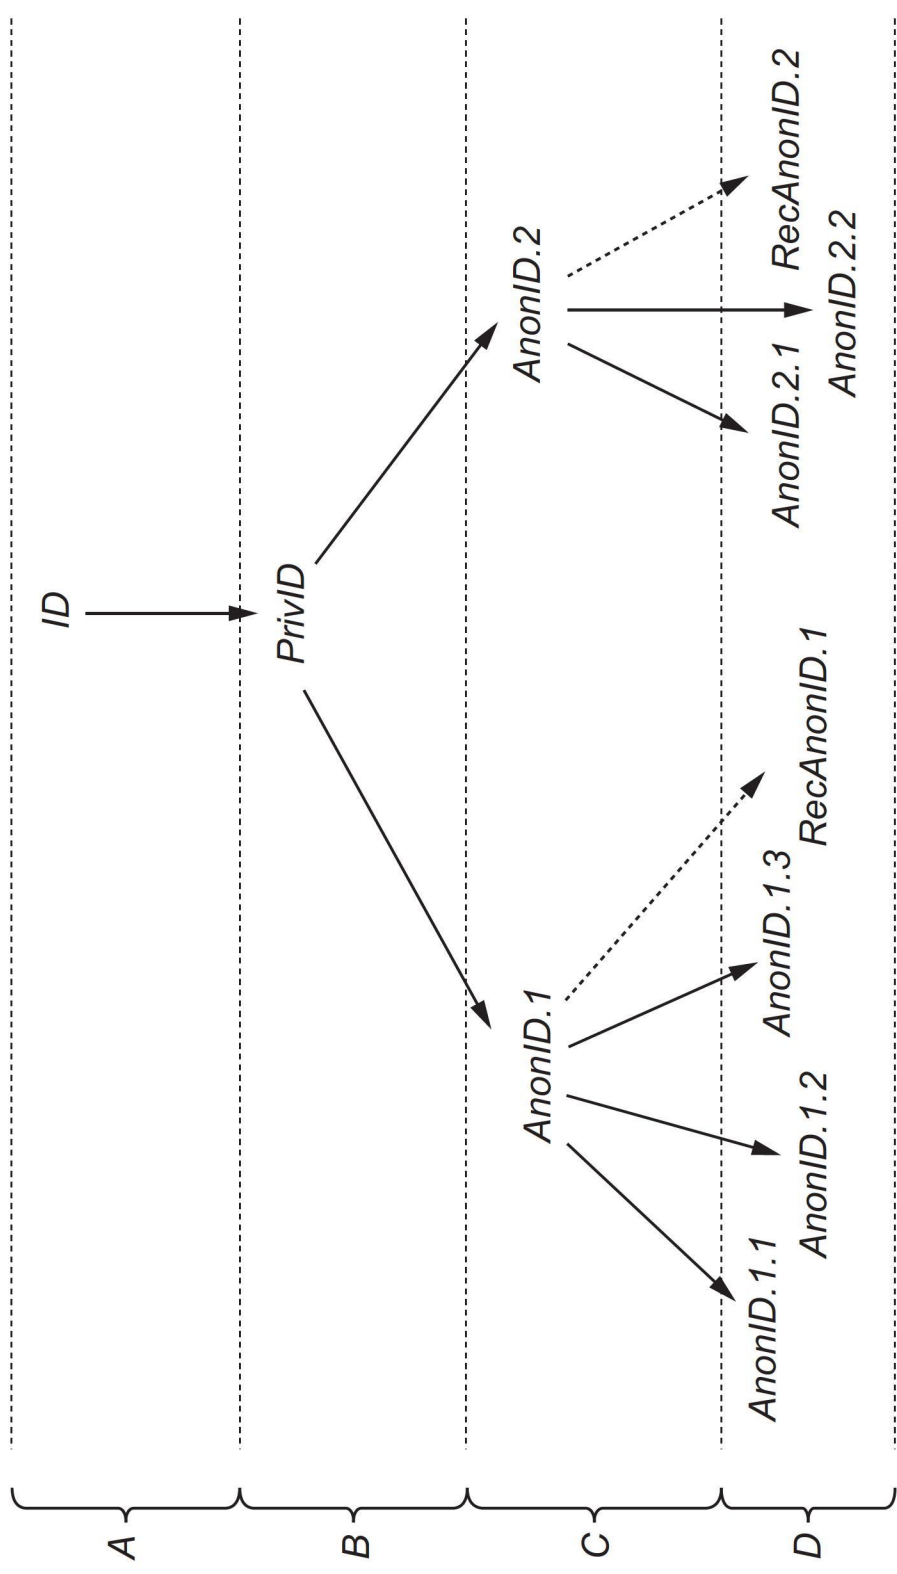 A
ID
B
PrivID
C
AnonID.1
AnonID.2
D
AnonID.1.1
AnonID.1.2
AnonID.1.3
RecAnonID.1
AnonID.2.1
AnonID.2.2
RecAnonID.2